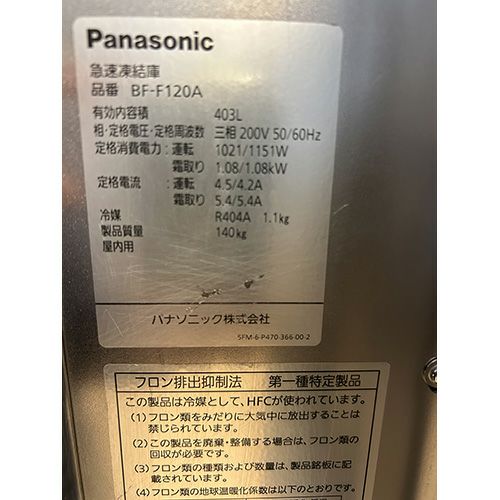 Panasonic
急速凍結庫
品番 BF-F120A
有効内容積 403L
相・定格電圧・定格周波数 三相 200V 50/60Hz
定格消費電力:運転 1021/1151W
霜取り 1.08/1.08kW
定格電流 :運転 4.5/4.2A
霜取り 5.4/5.4A
冷媒 R404A 1.1kg
製品質量 140kg
屋内用
パナソニック株式会社
SFM-6-P470-366-00-2
フロン排出抑制法 第一種特定製品
この製品は冷媒として、HFCが使われています。
(1)フロン類をみだりに大気中に放出することは
禁じられています。
(2)この製品を廃棄・整備する場合は、フロン類の
回収が必要です。
(3)フロン類の種類および数量は、製品銘板に記
載されています。
(4)フロン類の地球温暖化係数は以下のとおりです。